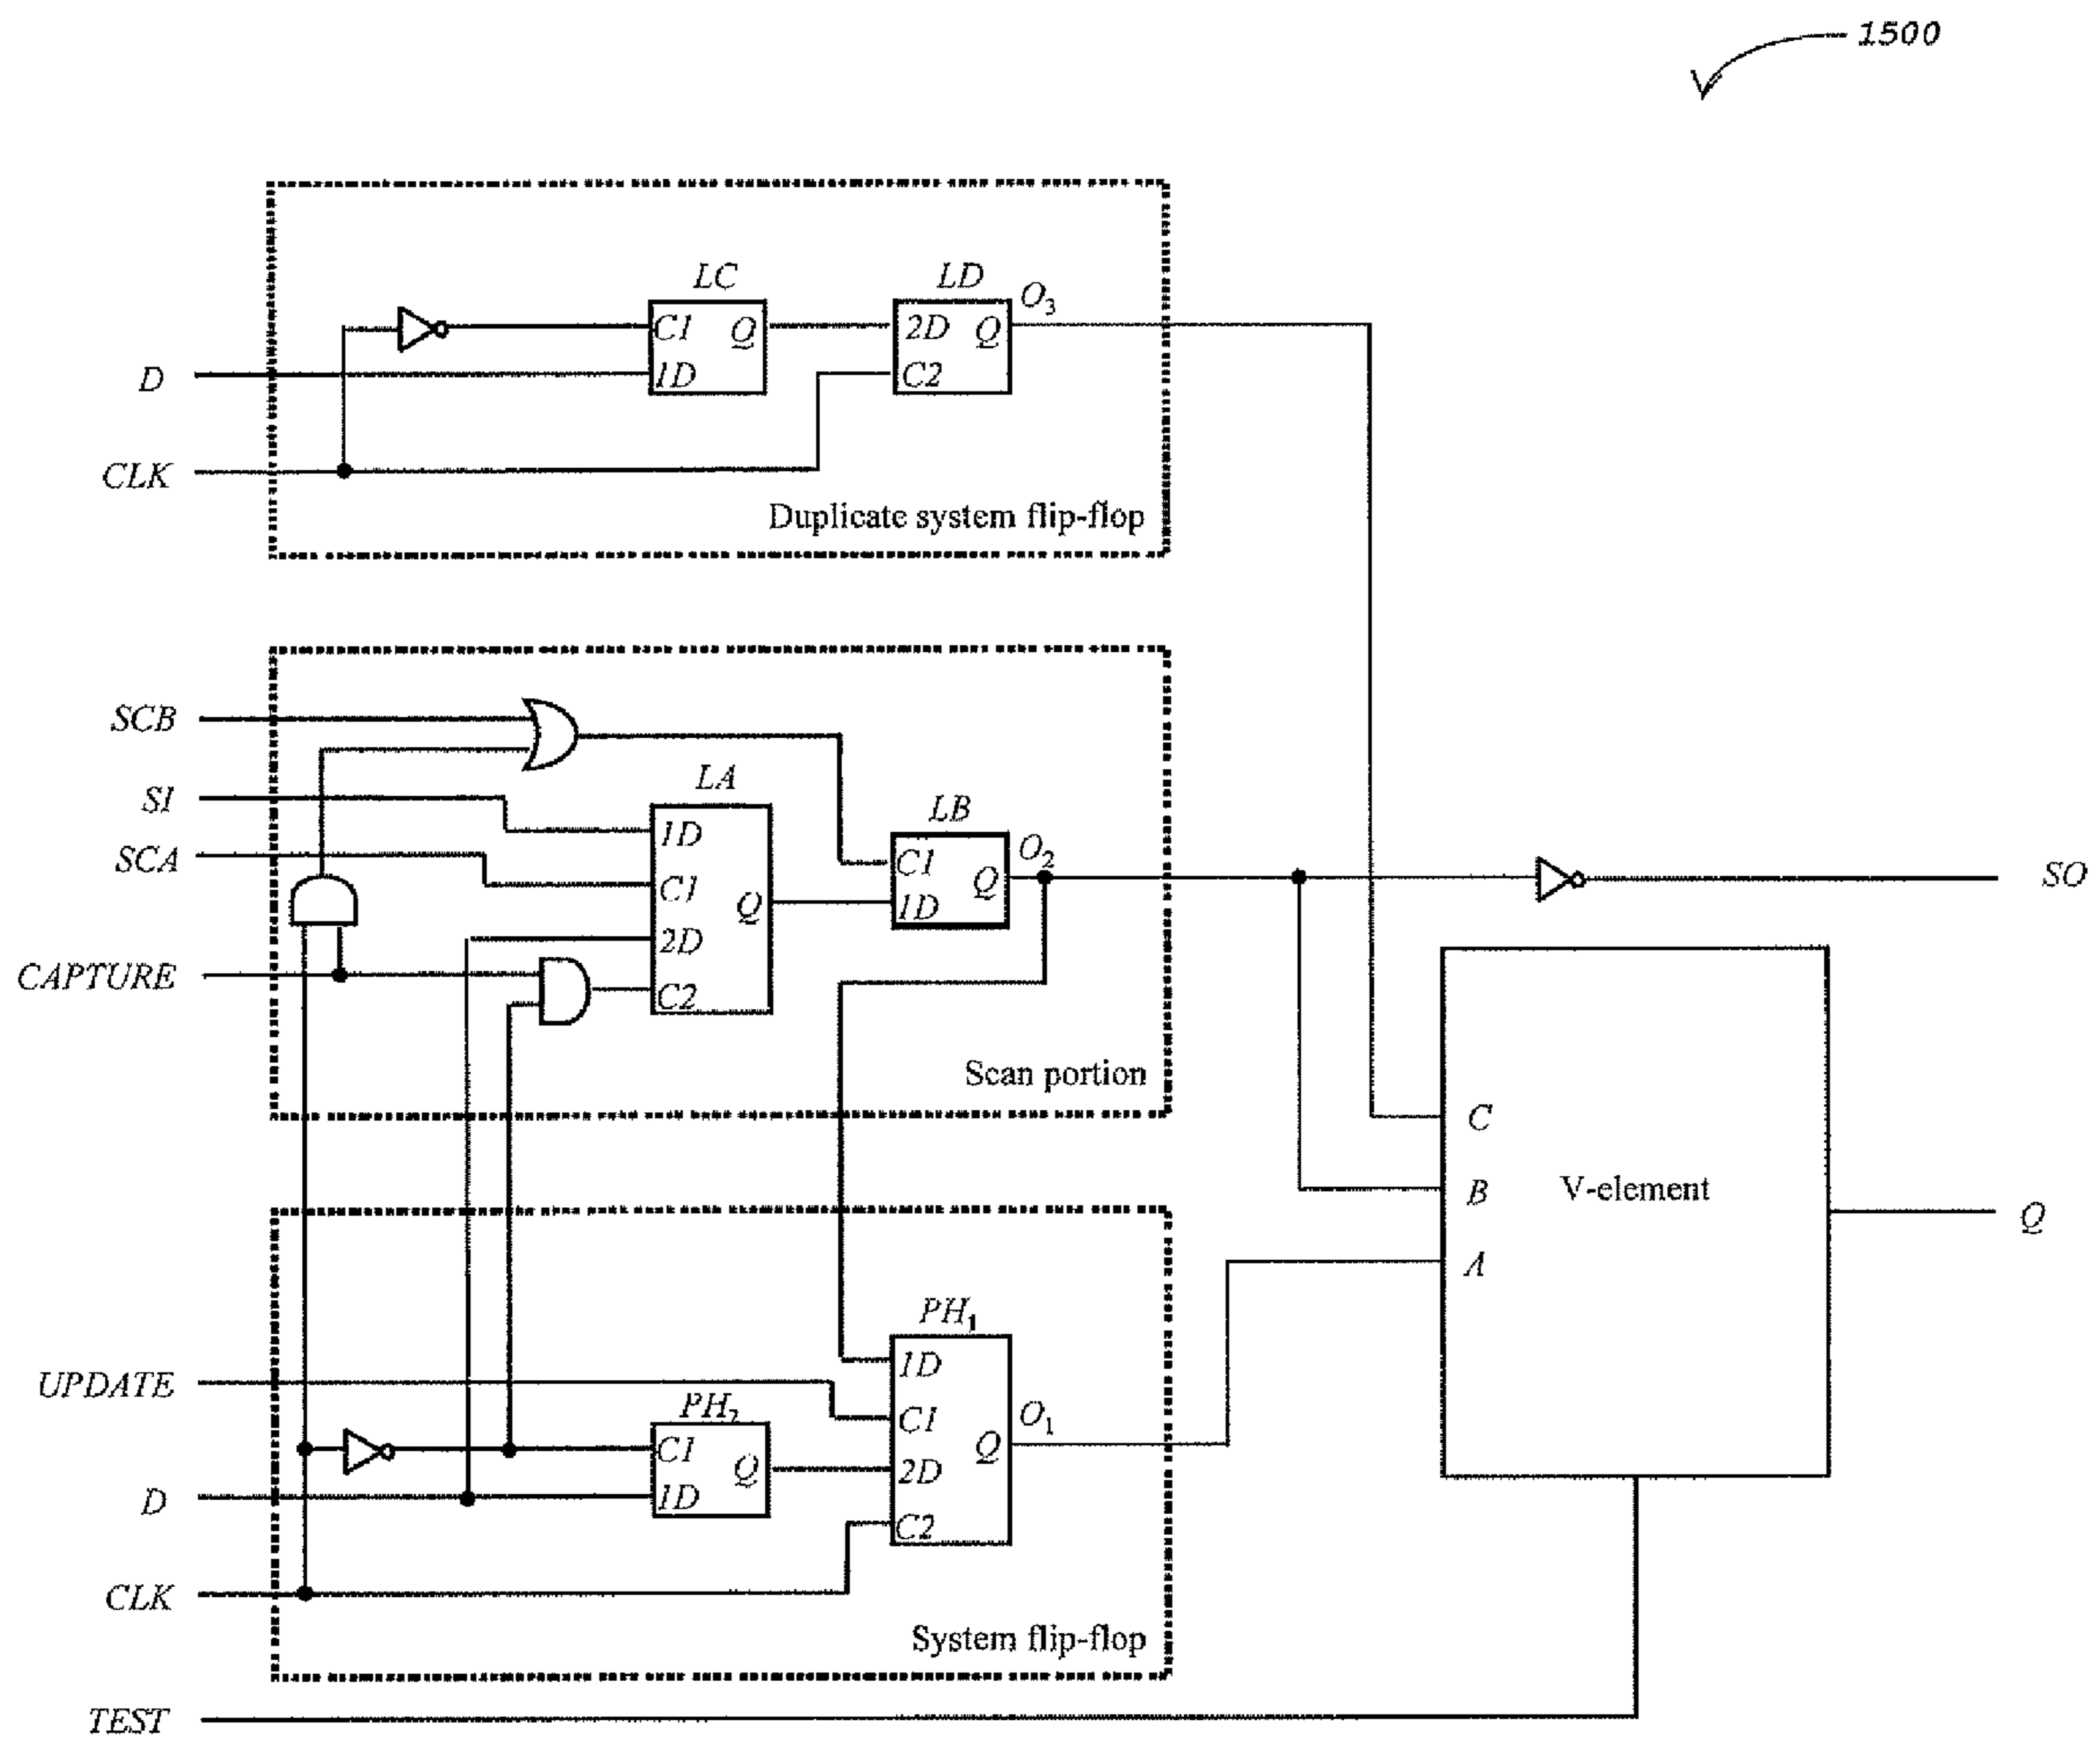 1500
LC LD O3
C1 Q 2D Q
D 1D C2
CLK
Duplicate system flip-flop
SCB
LA
SI LB
1D O2
SCA C1 C1 Q SO
Q 1D
2D
CAPTURE C2
Scan portion
C
B V-element Q
A
PH1
1D
UPDATE PH2 C1 O1
C1 Q 2D Q
D 1D C2
CLK
System flip-flop
TEST